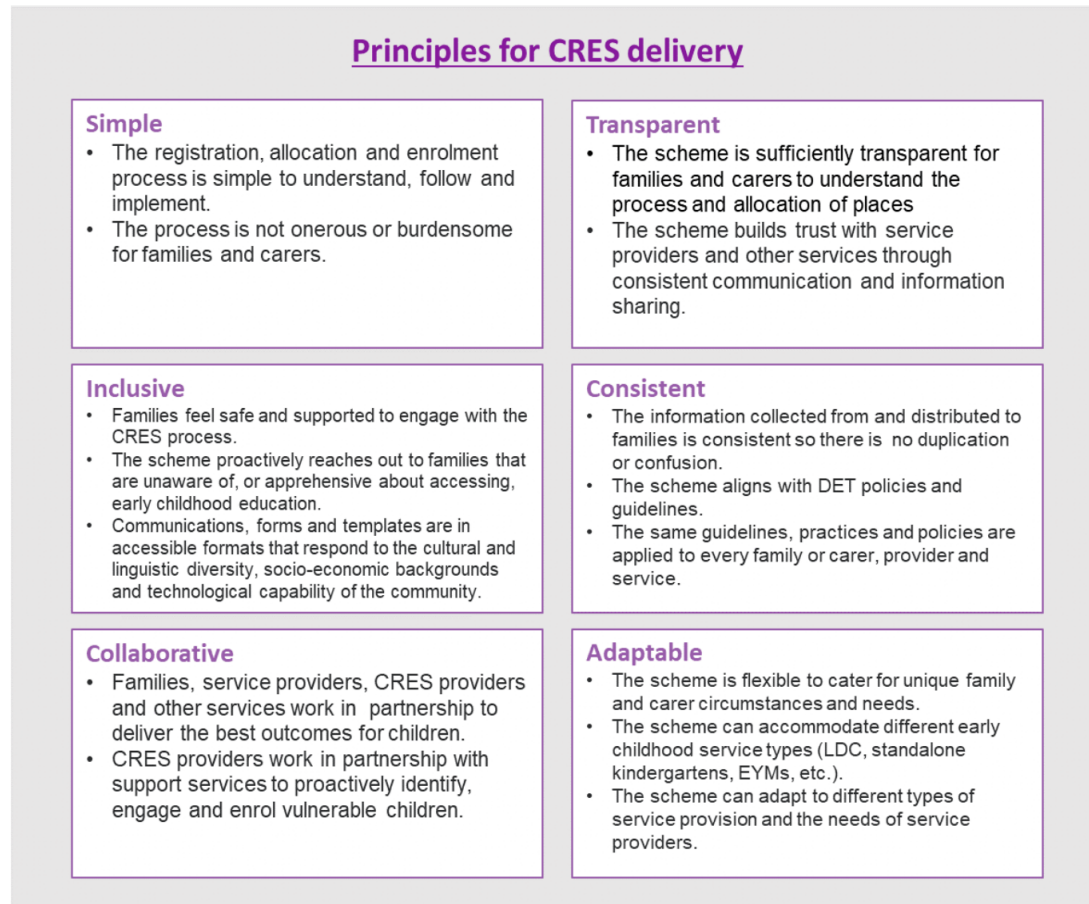 Principles for CRES delivery
Simple
• The registration, allocation and enrolment
process is simple to understand, follow and
implement.
• The process is not onerous or burdensome
for families and carers.
Transparent
• The scheme is sufficiently transparent for
families and carers to understand the
process and allocation of places
• The scheme builds trust with service
providers and other services through
consistent communication and information
sharing.
Inclusive
• Families feel safe and supported to engage with the
CRES process.
• The scheme proactively reaches out to families that
are unaware of, or apprehensive about accessing,
early childhood education.
• Communications, forms and templates are in
accessible formats that respond to the cultural and
linguistic diversity, socio-economic backgrounds
and technological capability of the community.
Consistent
• The information collected from and distributed to
families is consistent so there is no duplication
or confusion.
• The scheme aligns with DET policies and
guidelines.
• The same guidelines, practices and policies are
applied to every family or carer, provider and
service.
Collaborative
• Families, service providers, CRES providers
and other services work in partnership to
deliver the best outcomes for children.
• CRES providers work in partnership with
support services to proactively identify,
engage and enrol vulnerable children.
Adaptable
• The scheme is flexible to cater for unique family
and carer circumstances and needs.
• The scheme can accommodate different early
childhood service types (LDC, standalone
kindergartens, EYMs, etc.).
• The scheme can adapt to different types of
service provision and the needs of service
providers.